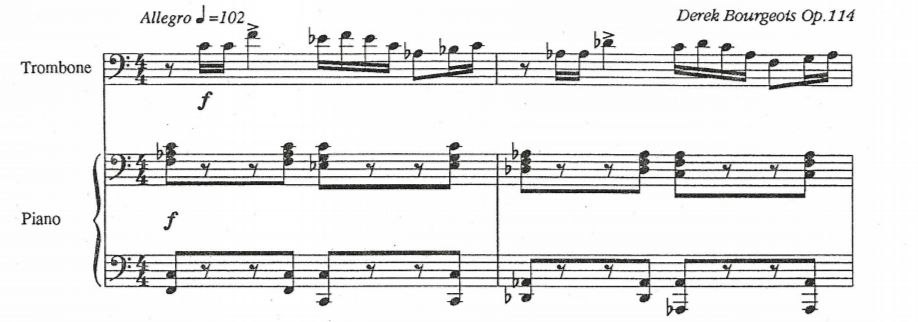 Allegro ♩=102
Derek Bourgeois Op.114
Trombone
f
Piano
f